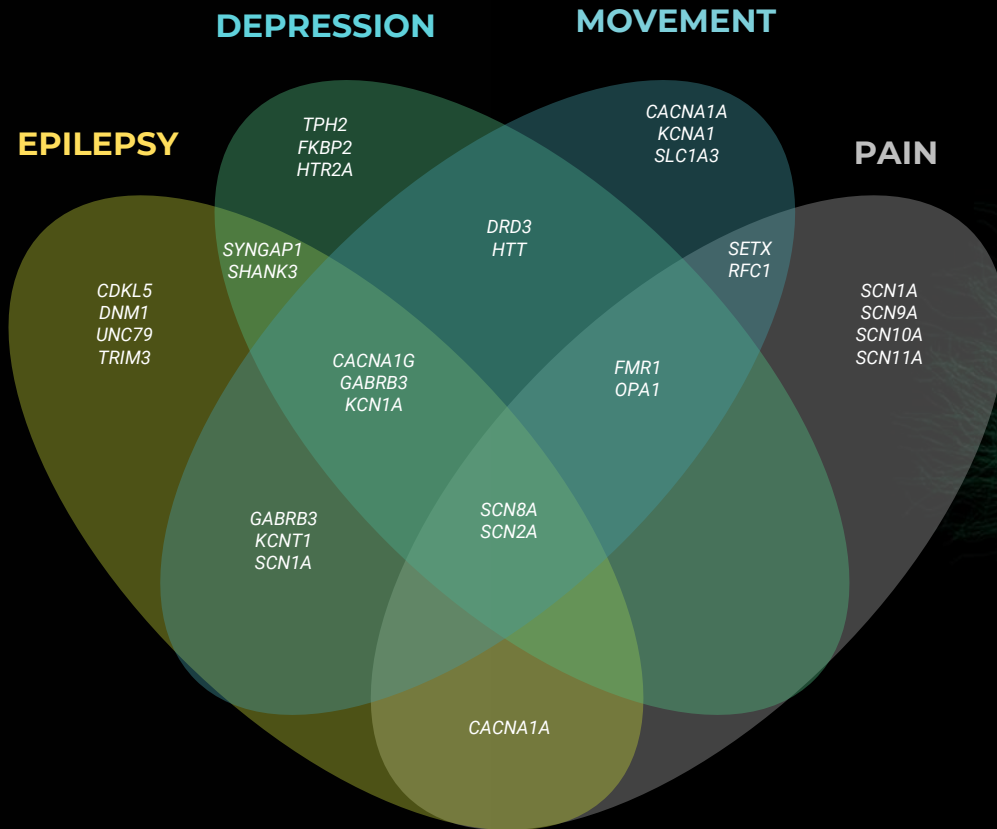 DEPRESSION
MOVEMENT
EPILEPSY
PAIN
TPH2
FKBP2
HTR2A
CACNA1A
KCNA1
SLC1A3
SYNGAP1
SHANK3
DRD3
HTT
SETX
RFC1
CDKL5
DNM1
UNC79
TRIM3
SCN1A
SCN9A
SCN10A
SCN11A
CACNA1G
GABRB3
KCN1A
FMR1
OPA1
GABRB3
KCNT1
SCN1A
SCN8A
SCN2A
CACNA1A